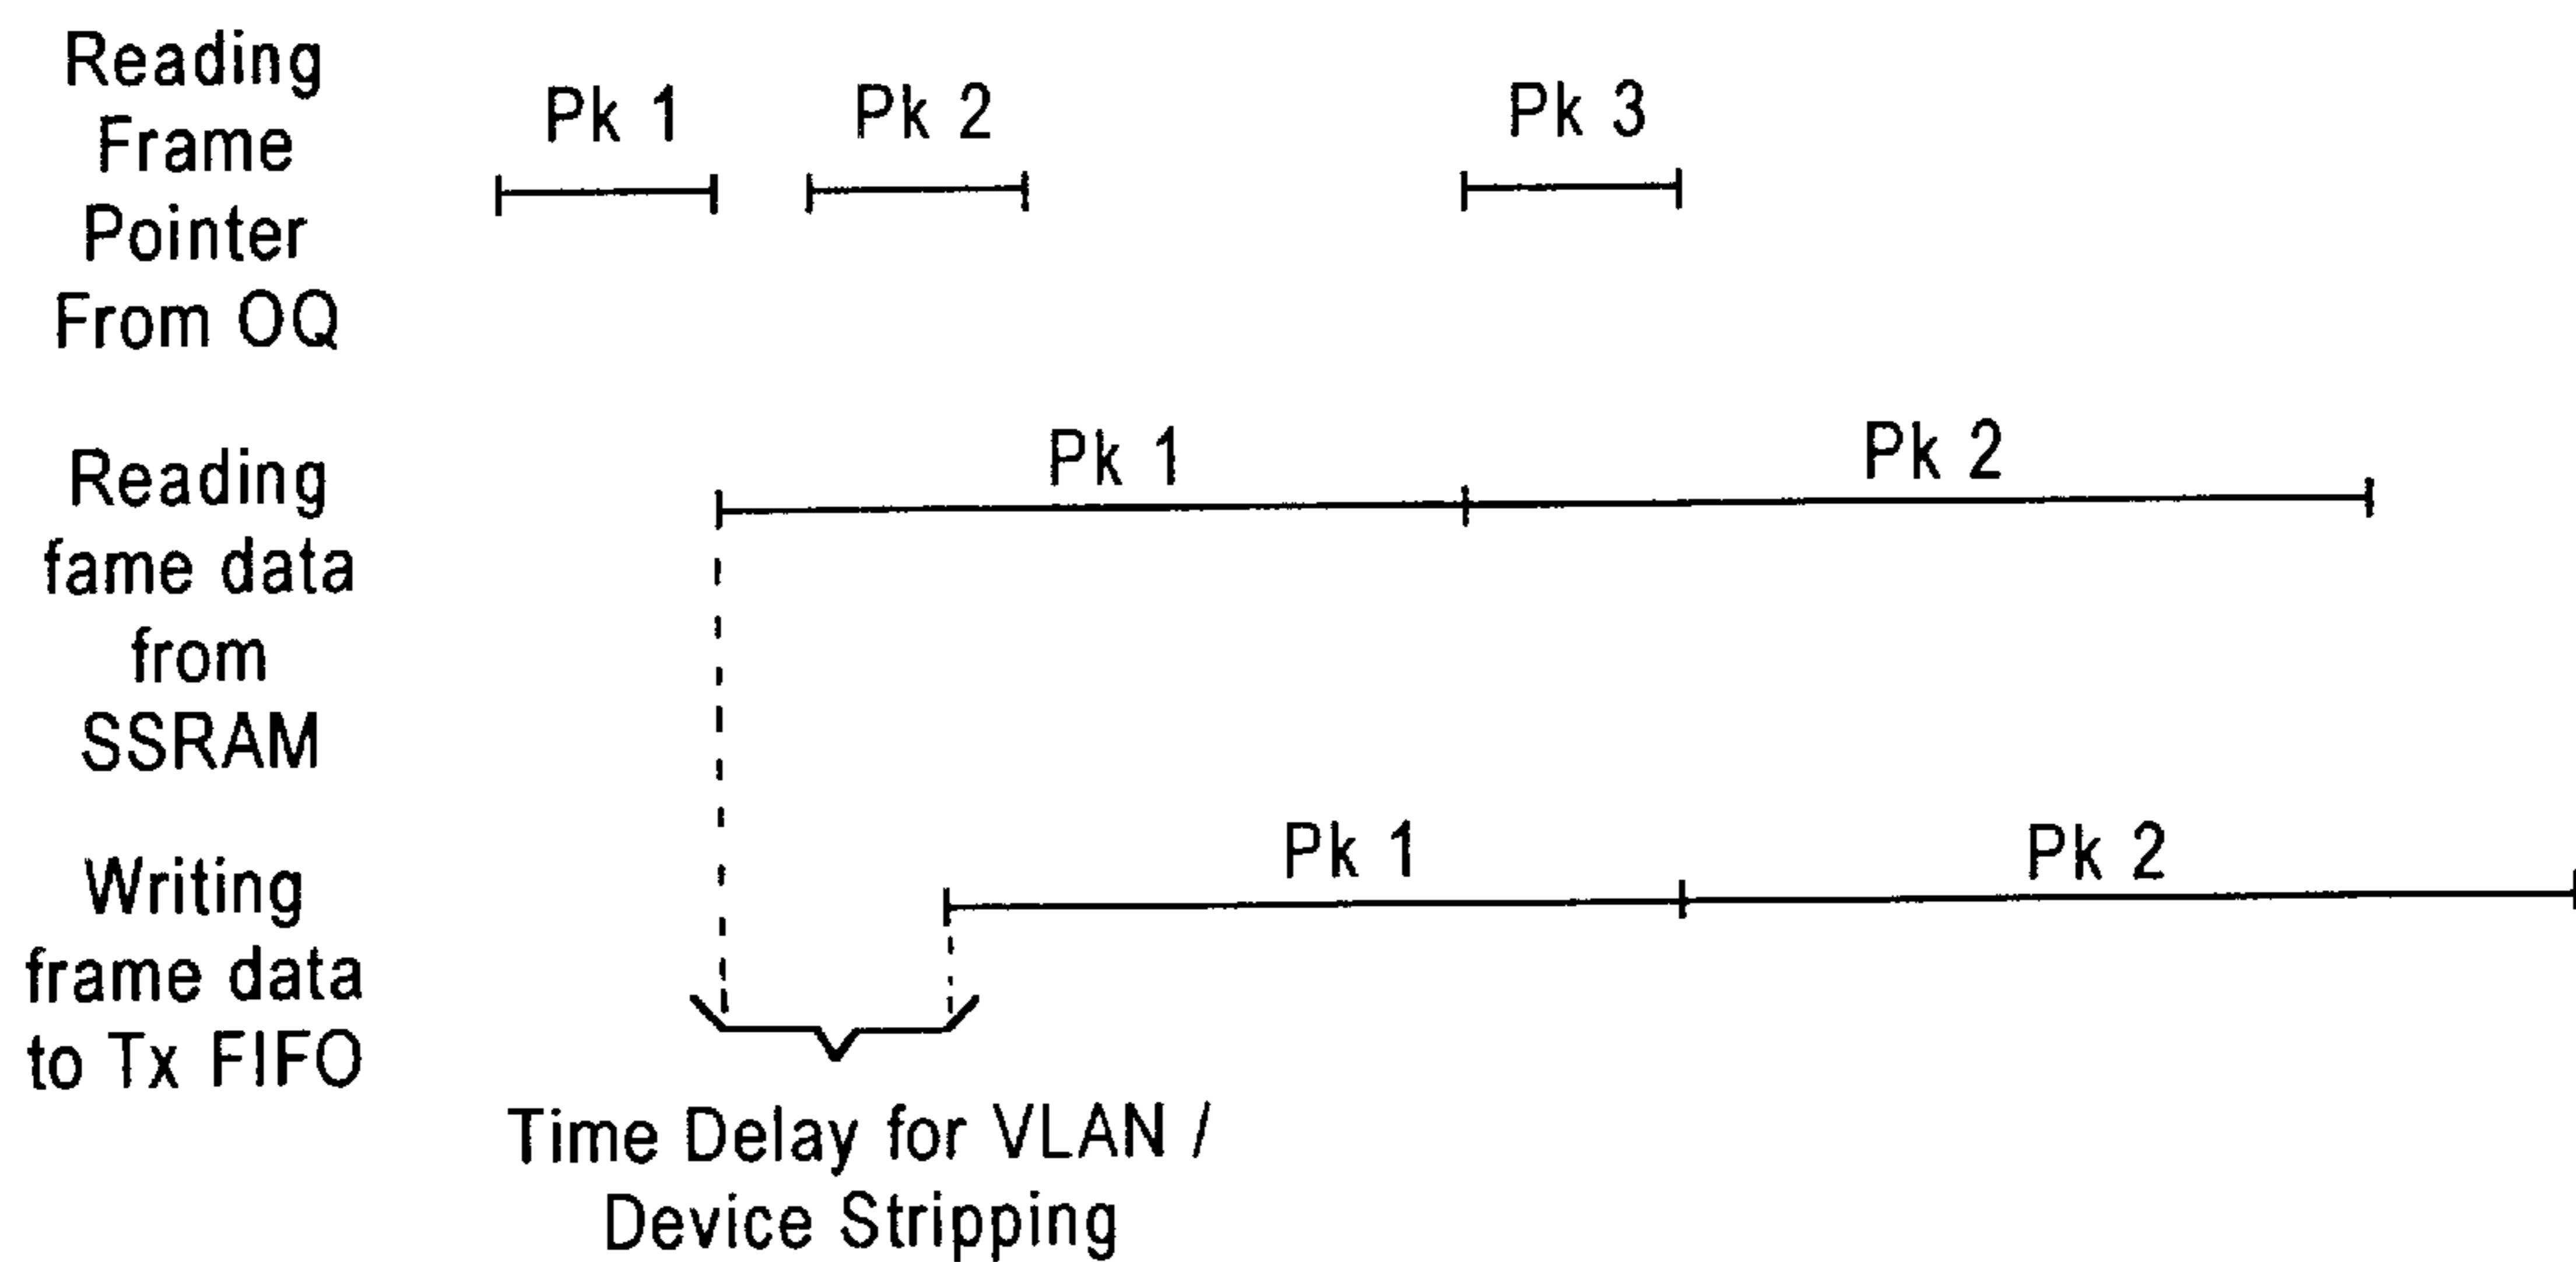 Reading
Frame
Pointer
From OQ
Pk 1
Pk 2
Pk 3
Reading
fame data
from
SSRAM
Pk 1
Pk 2
Writing
frame data
to Tx FIFO
Pk 1
Pk 2
Time Delay for VLAN /
Device Stripping